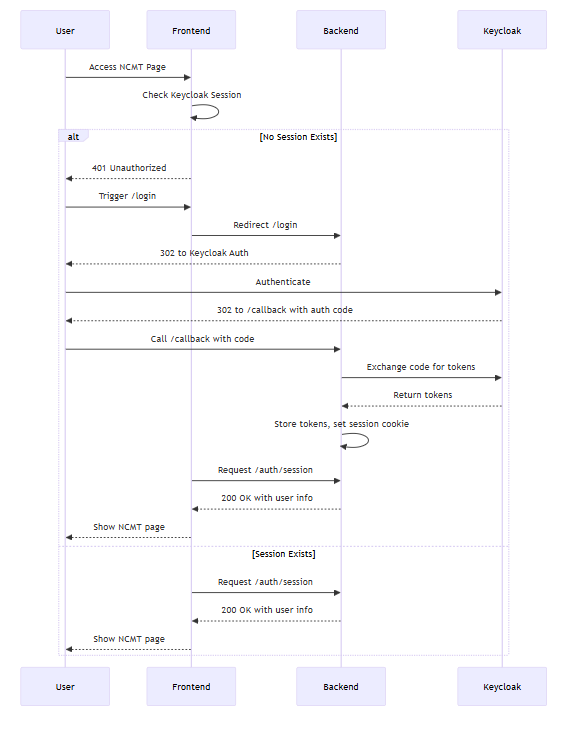 User Frontend Backend Keycloak
Access NCMT Page
Check Keycloak Session
alt [No Session Exists]
401 Unauthorized
Trigger /login
Redirect /login
302 to Keycloak Auth
Authenticate
302 to /callback with auth code
Call /callback with code
Exchange code for tokens
Return tokens
Store tokens, set session cookie
Request /auth/session
200 OK with user info
Show NCMT page
[Session Exists]
Request /auth/session
200 OK with user info
Show NCMT page
User Frontend Backend Keycloak